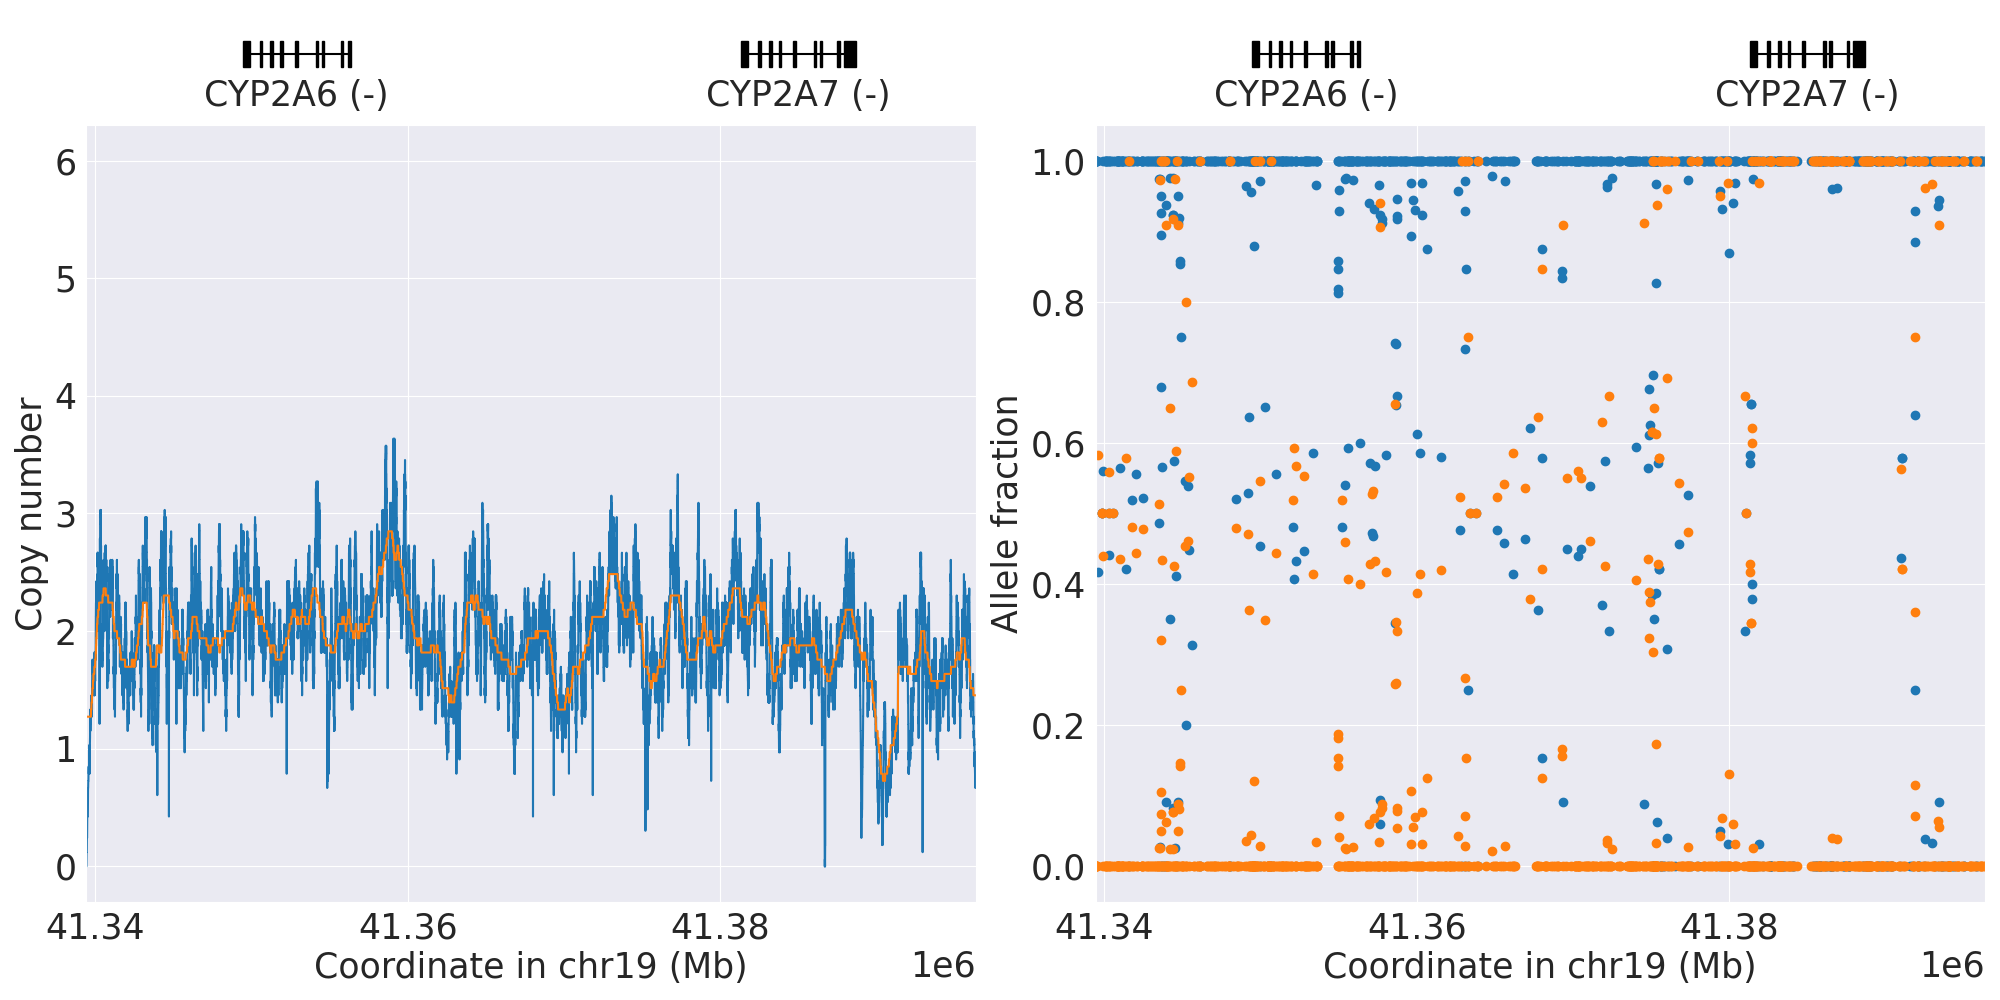 CYP2A6 (-)
CYP2A7 (-)
6
5
4
3
2
1
0
Copy number
41.34
41.36
41.38
Coordinate in chr19 (Mb)
1e6
CYP2A6 (-)
CYP2A7 (-)
1.0
0.8
0.6
0.4
0.2
0.0
Allele fraction
41.34
41.36
41.38
Coordinate in chr19 (Mb)
1e6